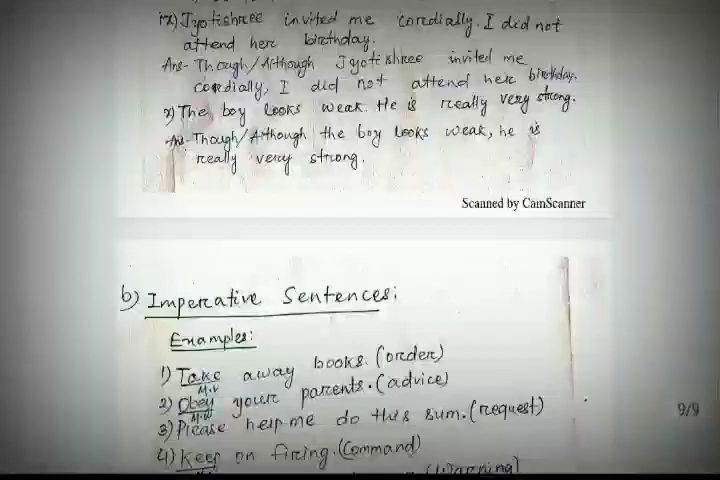 ix) Jyotishree invited me cordially. I did not
attend her birthday.
Ans- Though/Although Jyotishree invited me
cordially, I did not attend her birthday.
x) The boy looks weak. He is really very strong.
Ans- Though/Although the boy looks weak, he is
really very strong.
Scanned by CamScanner
b) Imperative Sentences:
Examples:
1) Take away books. (order)
M.V
2) Obey your parents. (advice)
M.V
3) Please help me do this sum. (request)
4) Keep on firing. (Command)
(Warning)
9/9